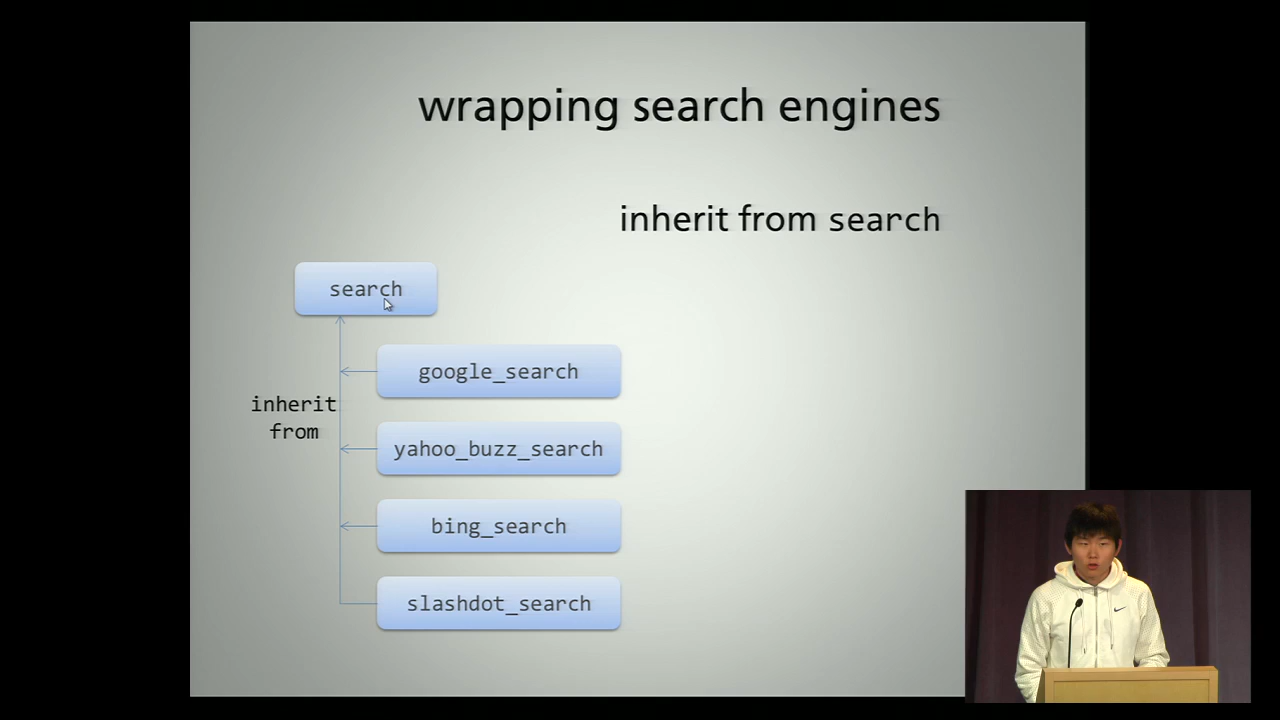 wrapping search engines
inherit from search
search
google_search
inherit
from
yahoo_buzz_search
bing_search
slashdot_search